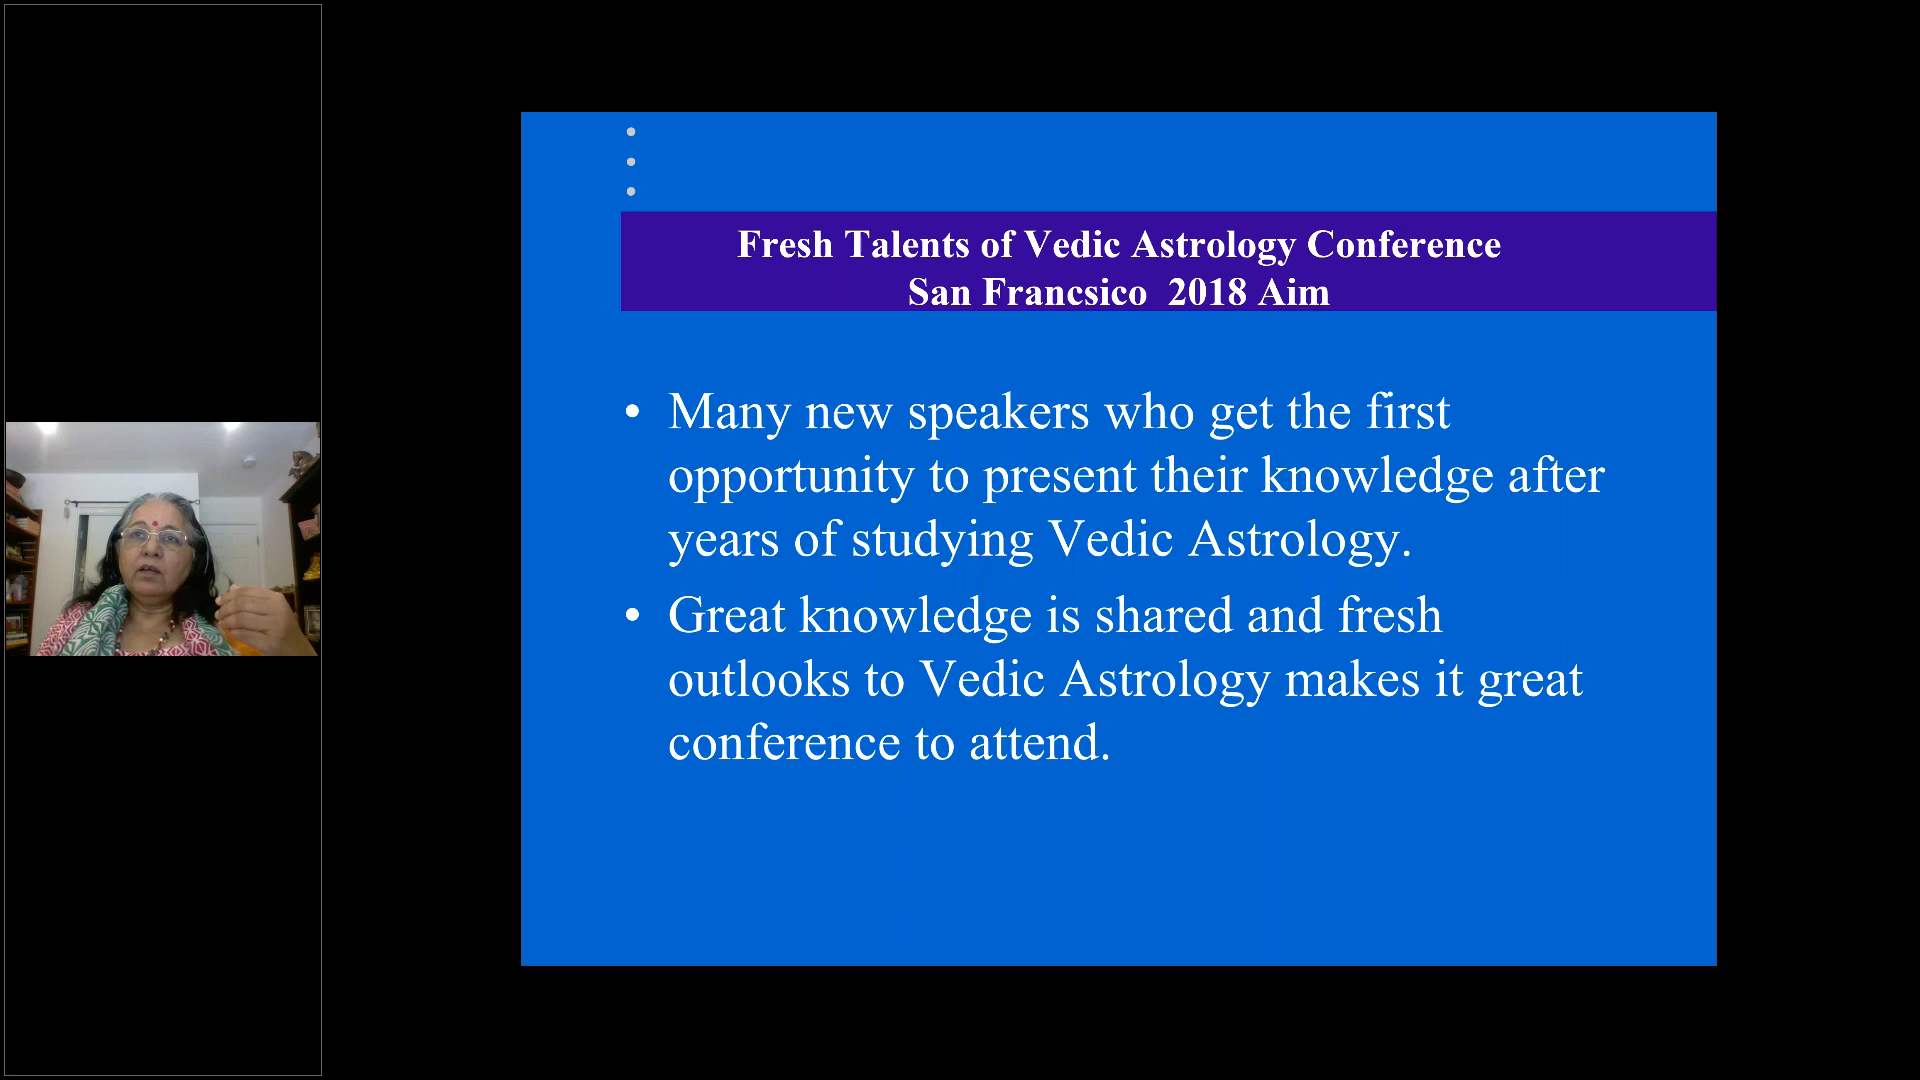 Fresh Talents of Vedic Astrology Conference
San Francsico 2018 Aim
• Many new speakers who get the first
opportunity to present their knowledge after
years of studying Vedic Astrology.
• Great knowledge is shared and fresh
outlooks to Vedic Astrology makes it great
conference to attend.